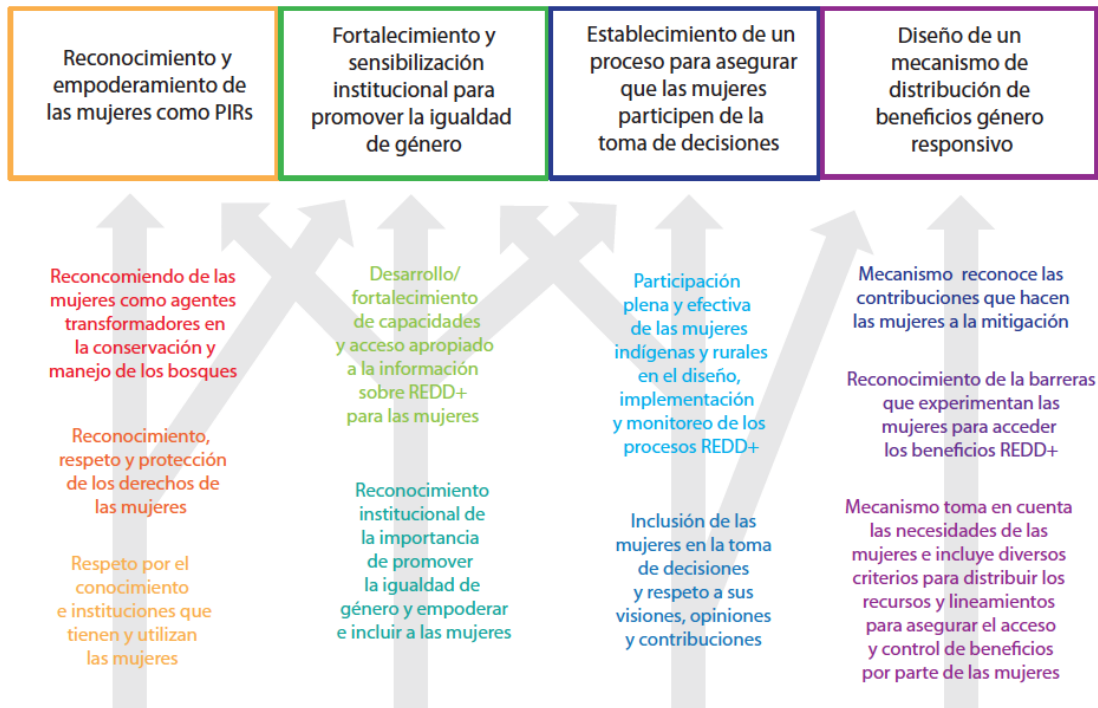 Reconocimiento y
empoderamiento de
las mujeres como PIRs
Fortalecimiento y
sensibilización
institucional para
promover la igualdad
de género
Establecimiento de un
proceso para asegurar
que las mujeres
participen de la
toma de decisiones
Diseño de un
mecanismo de
distribución de
beneficios género
responsivo
Reconcomiendo de las
mujeres como agentes
transformadores en
la conservación y
manejo de los bosques
Reconocimiento,
respeto y protección
de los derechos de
las mujeres
Respeto por el
conocimiento
e instituciones que
tienen y utilizan
las mujeres
Desarrollo/
fortalecimiento
de capacidades
y acceso apropiado
a la información
sobre REDD+
para las mujeres
Reconocimiento
institucional de
la importancia
de promover
la igualdad de
género y empoderar
e incluir a las mujeres
Participación
plena y efectiva
de las mujeres
indígenas y rurales
en el diseño,
implementación
y monitoreo de los
procesos REDD+
Inclusión de las
mujeres en la toma
de decisiones
y respeto a sus
visiones, opiniones
y contribuciones
Mecanismo reconoce las
contribuciones que hacen
las mujeres a la mitigación
Reconocimiento de la barreras
que experimentan las
mujeres para acceder
los beneficios REDD+
Mecanismo toma en cuenta
las necesidades de las
mujeres e incluye diversos
criterios para distribuir los
recursos y lineamientos
para asegurar el acceso
y control de beneficios
por parte de las mujeres